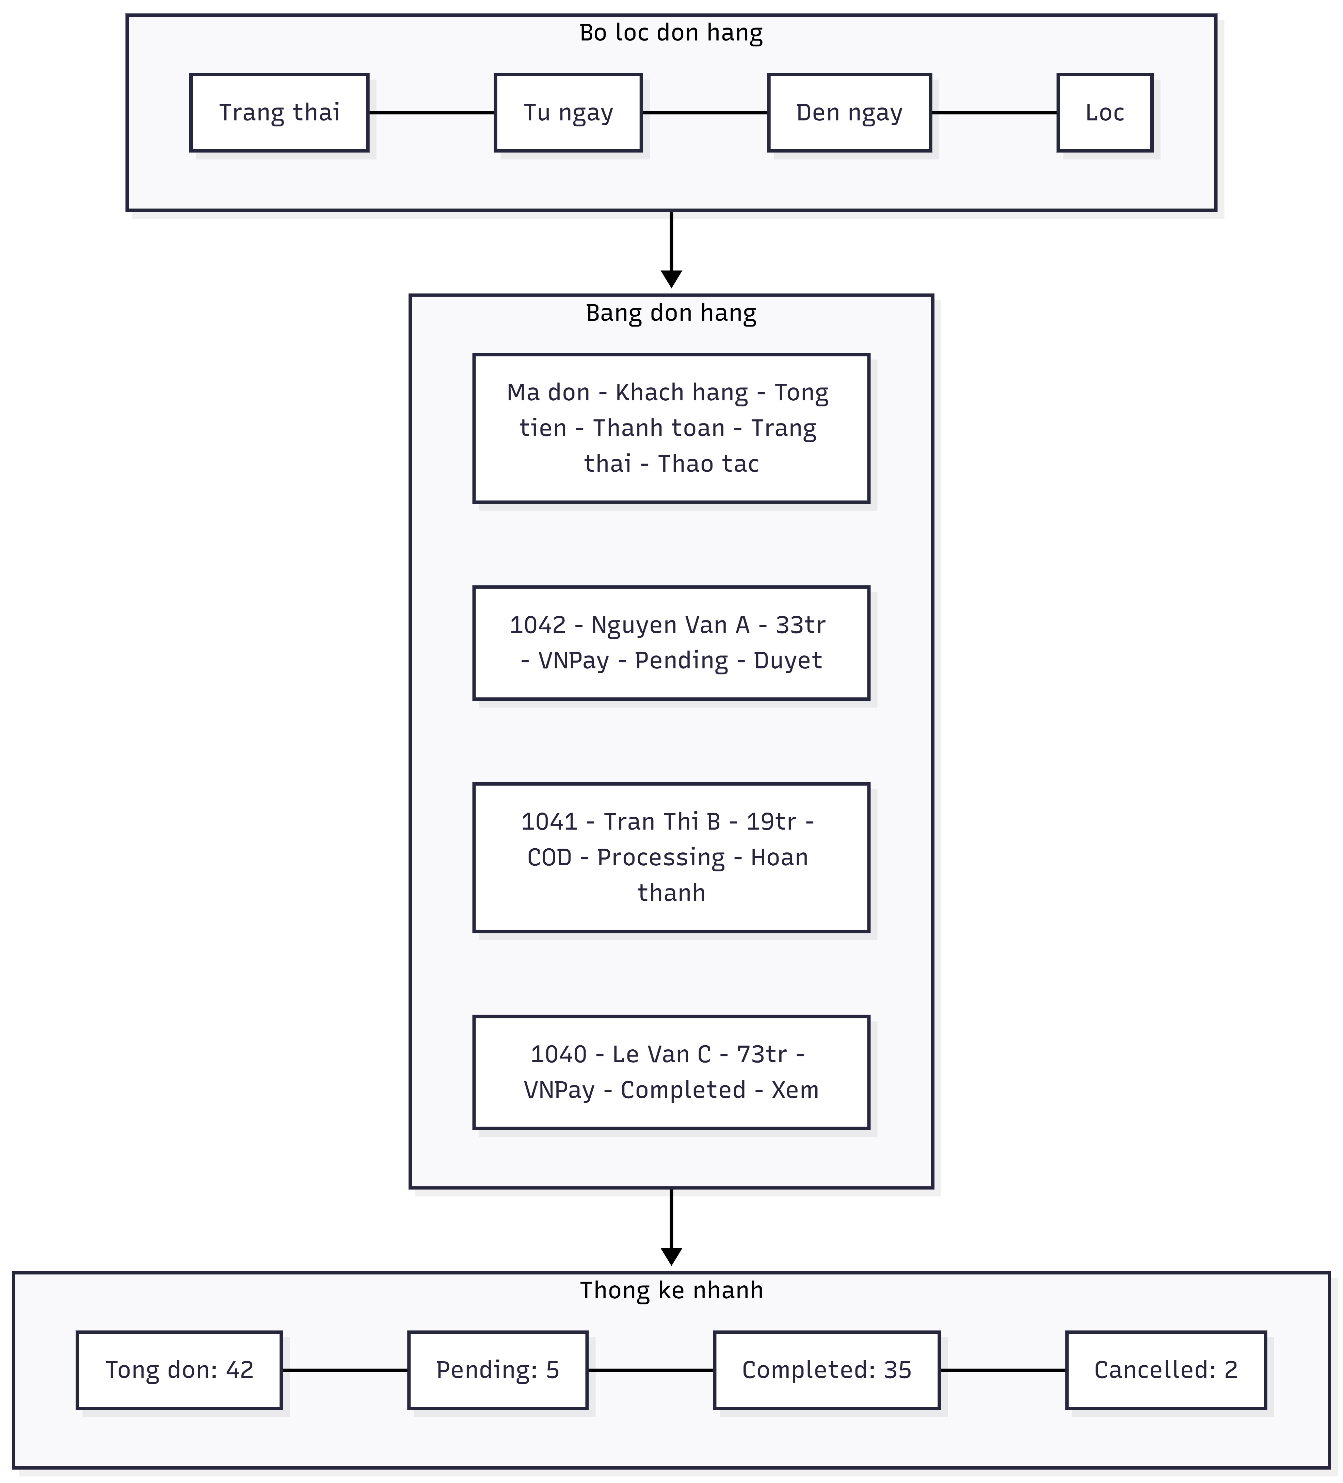 Bo loc don hang
Trang thai
Tu ngay
Den ngay
Loc
Bang don hang
Ma don - Khach hang - Tong
tien - Thanh toan - Trang
thai - Thao tac
1042 - Nguyen Van A - 33tr
- VNPay - Pending - Duyet
1041 - Tran Thi B - 19tr -
COD - Processing - Hoan
thanh
1040 - Le Van C - 73tr -
VNPay - Completed - Xem
Thong ke nhanh
Tong don: 42
Pending: 5
Completed: 35
Cancelled: 2